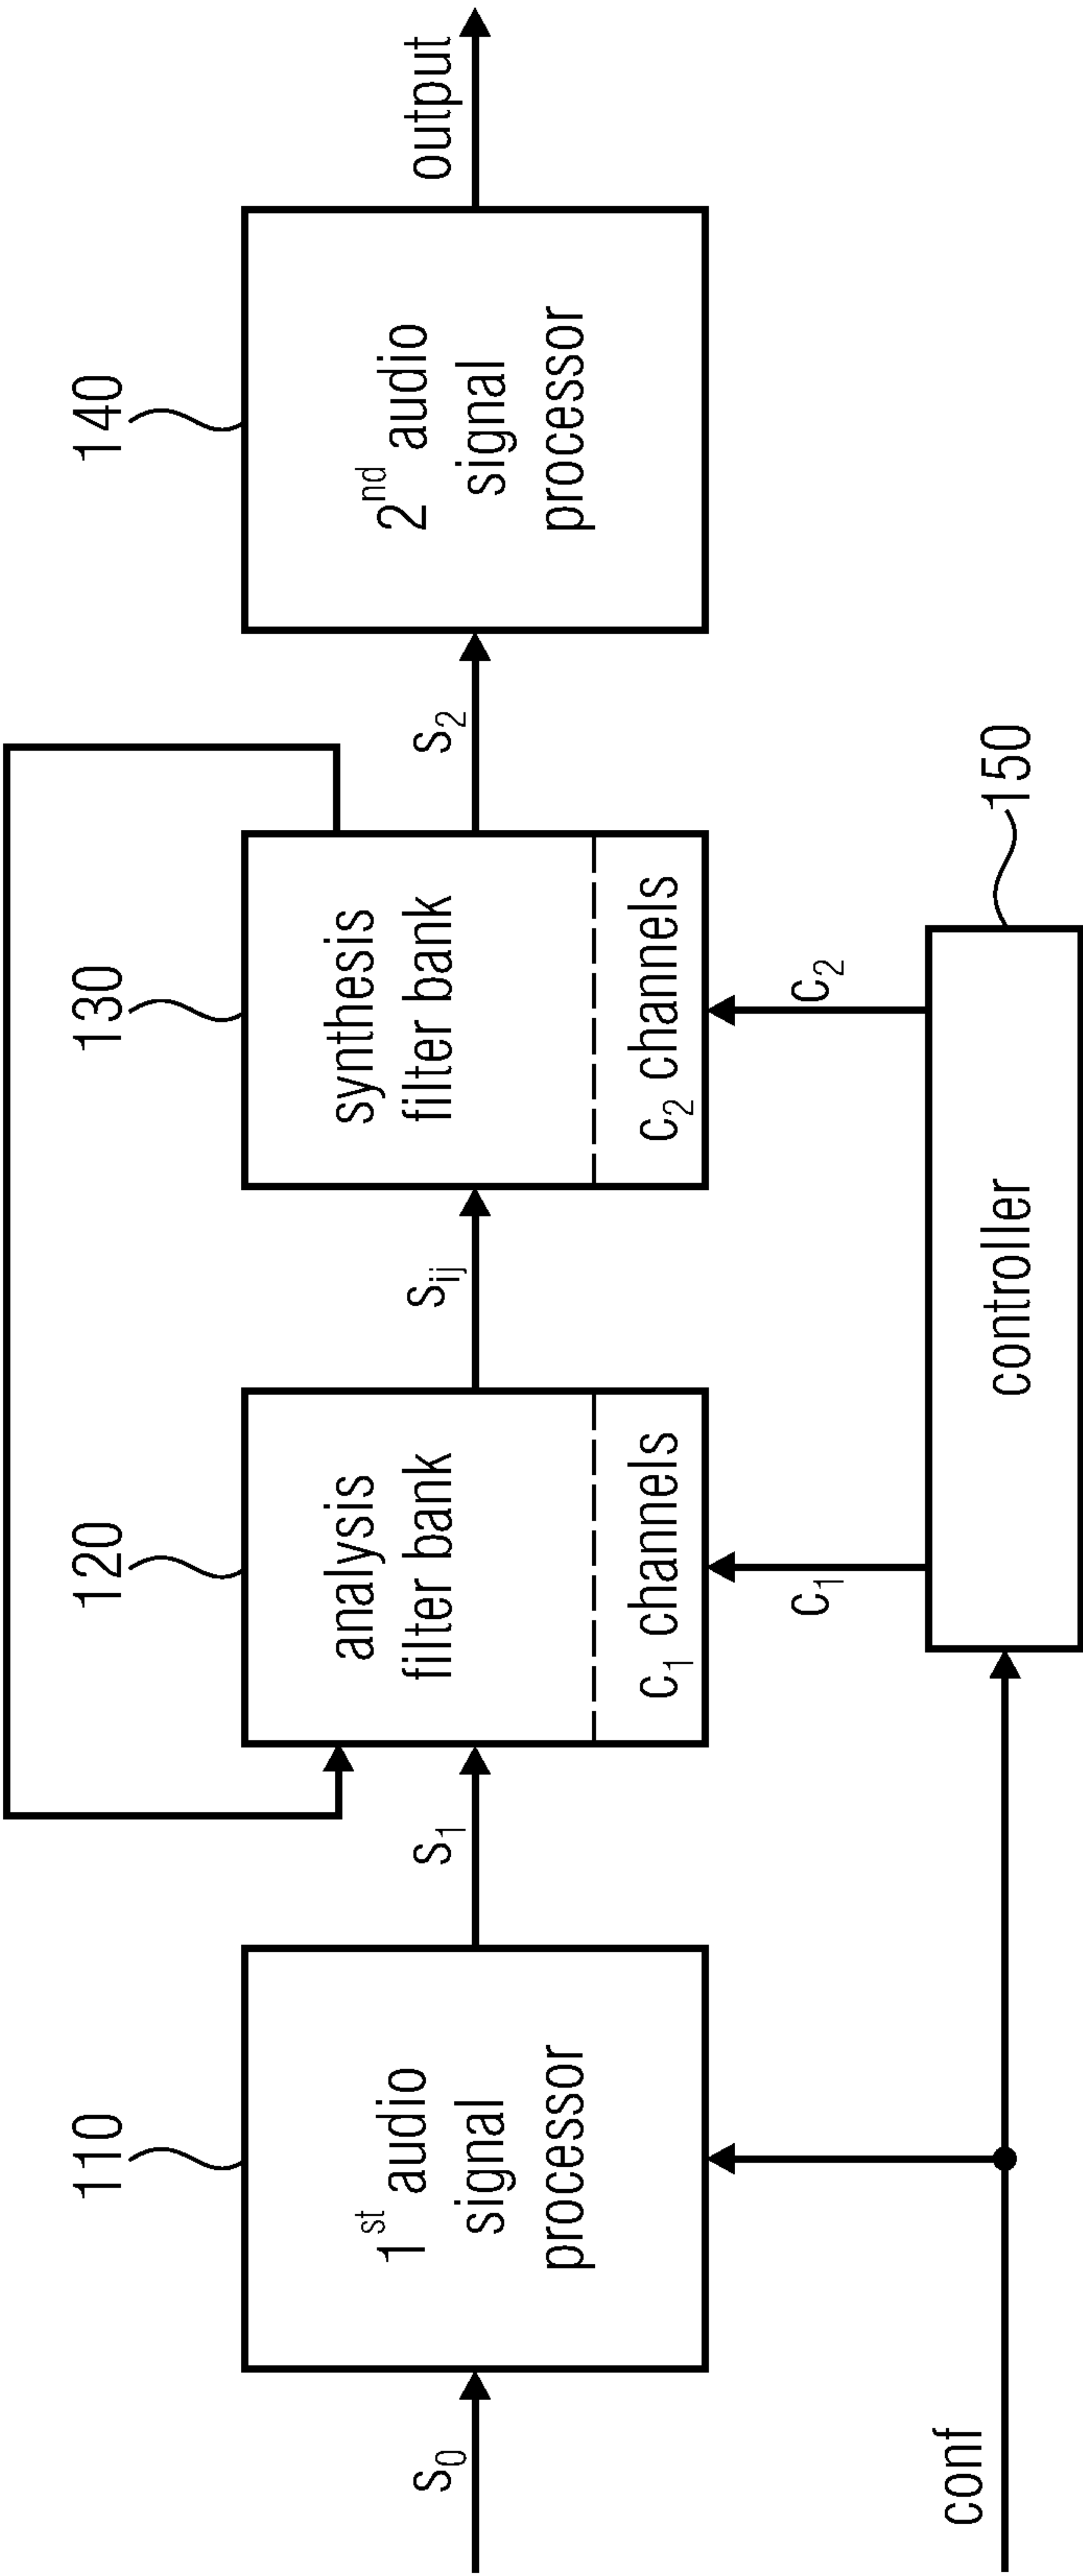 110
120
130
140
1st audio
signal
processor
analysis
filter bank
c1 channels
synthesis
filter bank
c2 channels
2nd audio
signal
processor
s0
s1
sij
s2
output
c1
c2
conf
controller
150